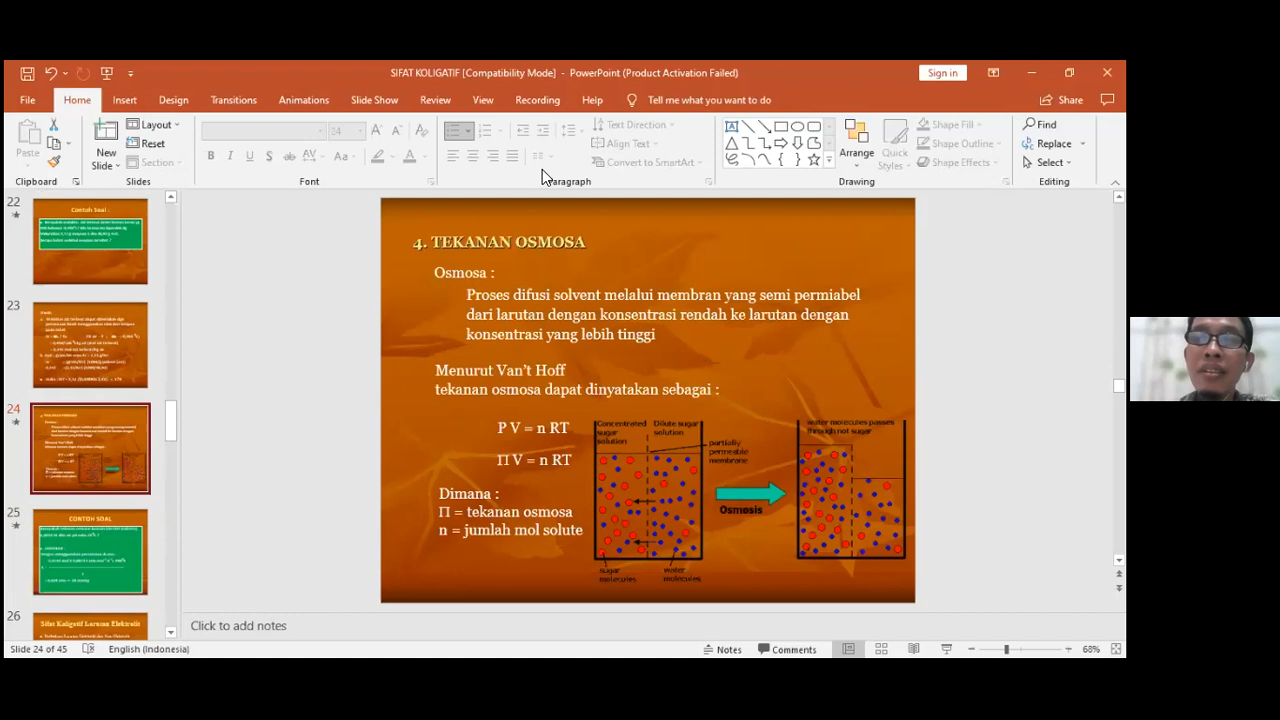 SIFAT KOLIGATIF [Compatibility Mode] - PowerPoint (Product Activation Failed)
Sign in
File Home Insert Design Transitions Animations Slide Show Review View Recording Help Tell me what you want to do Share
Paste
New Slide
Layout
Reset
Section
24
Text Direction
Align Text
Convert to SmartArt
Arrange
Quick Styles
Shape Fill
Shape Outline
Shape Effects
Find
Replace
Select
Clipboard Slides Font Paragraph Drawing Editing
22
Contoh Soal :
23
24
25
CONTOH SOAL
26
Sifat Koligatif Larutan Elektrolit
4. TEKANAN OSMOSA
Osmosa :
Proses difusi solvent melalui membran yang semi permiabel
dari larutan dengan konsentrasi rendah ke larutan dengan
konsentrasi yang lebih tinggi
Menurut Van't Hoff
tekanan osmosa dapat dinyatakan sebagai :
P V = n RT
Π V = n RT
Dimana :
Π = tekanan osmosa
n = jumlah mol solute
Concentrated sugar solution
Dilute sugar solution
partially permeable membrane
sugar molecules
water molecules
Osmosis
water molecules passes through not sugar
Click to add notes
Slide 24 of 45 English (Indonesia) Notes Comments 68%